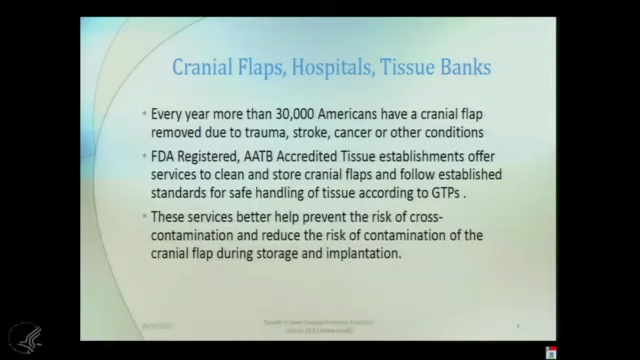 Cranial Flaps, Hospitals, Tissue Banks
• Every year more than 30,000 Americans have a cranial flap
removed due to trauma, stroke, cancer or other conditions
• FDA Registered, AATB Accredited Tissue establishments offer
services to clean and store cranial flaps and follow established
standards for safe handling of tissue according to GTPs .
• These services better help prevent the risk of cross-
contamination and reduce the risk of contamination of the
cranial flap during storage and implantation.